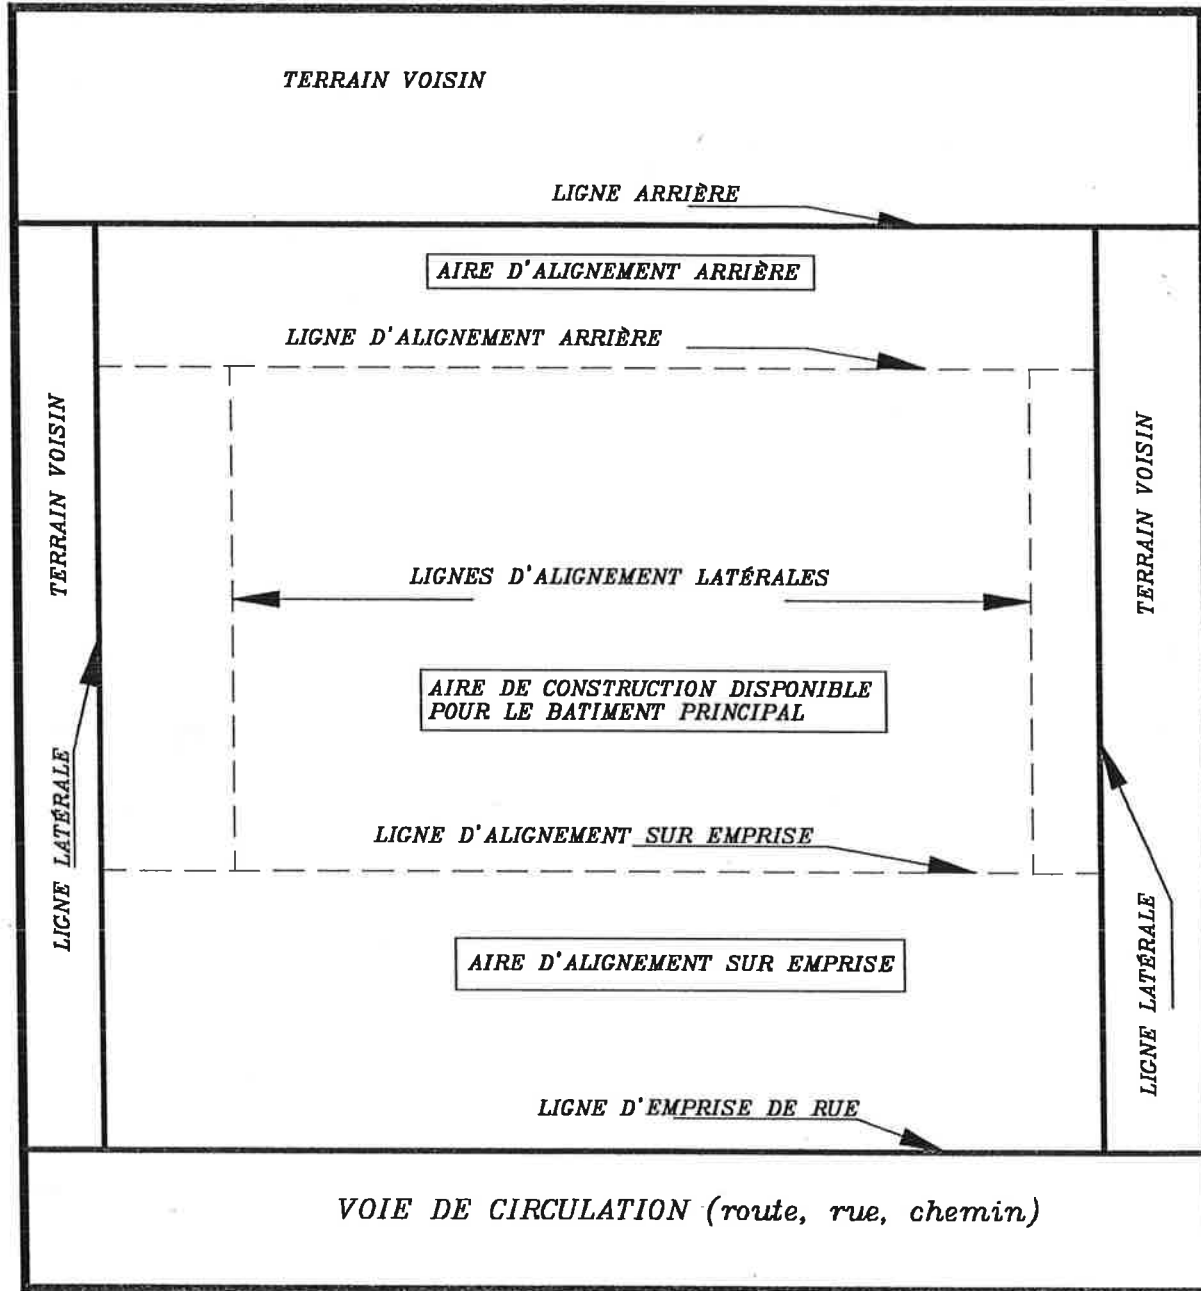 TERRAIN VOISIN
LIGNE ARRIÈRE
AIRE D'ALIGNEMENT ARRIÈRE
LIGNE D'ALIGNEMENT ARRIÈRE
TERRAIN VOISIN
TERRAIN VOISIN
LIGNES D'ALIGNEMENT LATÉRALES
AIRE DE CONSTRUCTION DISPONIBLE
POUR LE BATIMENT PRINCIPAL
LIGNE LATÉRALE
LIGNE D'ALIGNEMENT SUR EMPRISE
LIGNE LATÉRALE
AIRE D'ALIGNEMENT SUR EMPRISE
LIGNE D'EMPRISE DE RUE
VOIE DE CIRCULATION (route, rue, chemin)